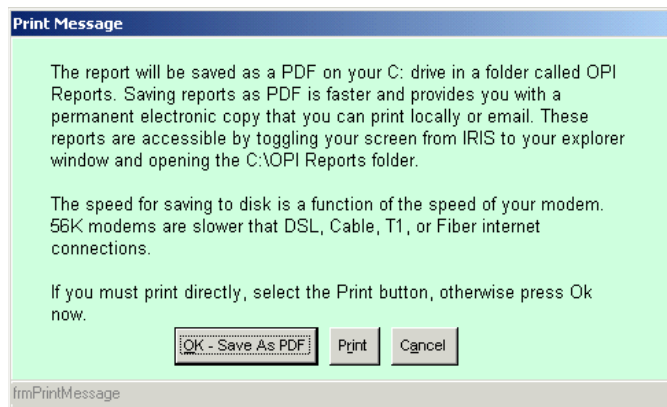 Print Message
The report will be saved as a PDF on your C: drive in a folder called OPI
Reports. Saving reports as PDF is faster and provides you with a
permanent electronic copy that you can print locally or email. These
reports are accessible by toggling your screen from IRIS to your explorer
window and opening the C:\OPI Reports folder.
The speed for saving to disk is a function of the speed of your modem.
56K modems are slower that DSL, Cable, T1, or Fiber internet
connections.
If you must print directly, select the Print button, otherwise press Ok
now.
OK - Save As PDF Print Cancel
frmPrintMessage